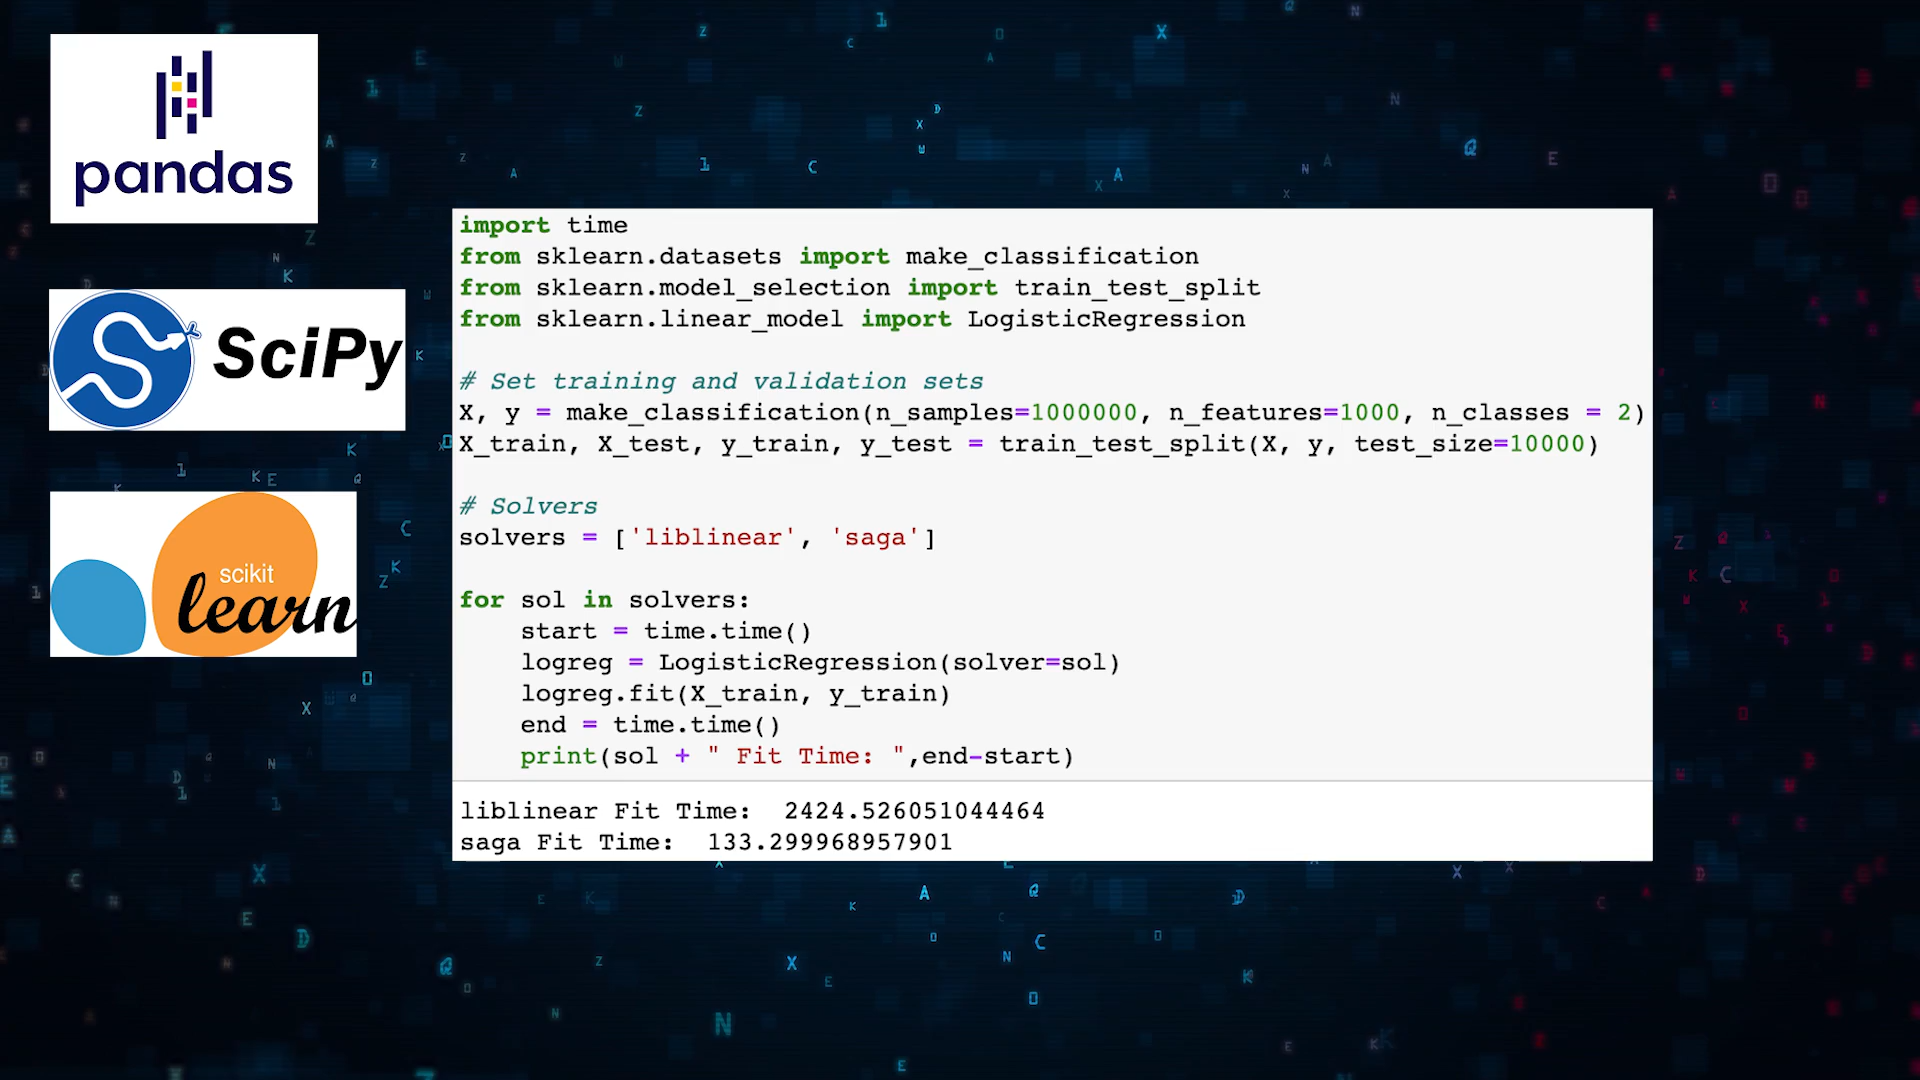 pandas
SciPy
scikit
learn
import time
from sklearn.datasets import make_classification
from sklearn.model_selection import train_test_split
from sklearn.linear_model import LogisticRegression
# Set training and validation sets
X, y = make_classification(n_samples=1000000, n_features=1000, n_classes = 2)
X_train, X_test, y_train, y_test = train_test_split(X, y, test_size=10000)
# Solvers
solvers = ['liblinear', 'saga']
for sol in solvers:
    start = time.time()
    logreg = LogisticRegression(solver=sol)
    logreg.fit(X_train, y_train)
    end = time.time()
    print(sol + " Fit Time: ",end-start)
liblinear Fit Time:  2424.526051044464
saga Fit Time:  133.299968957901